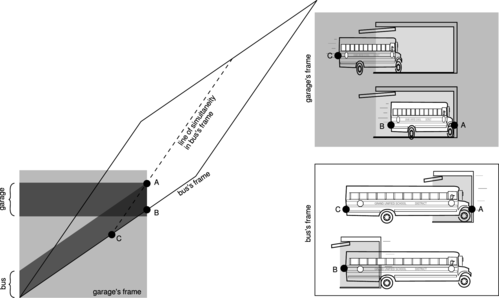 C
garage's frame
B
A
line of simultaneity
in bus's frame
bus's frame
A
B
C
garage
bus
garage's frame
C
A
bus's frame
B